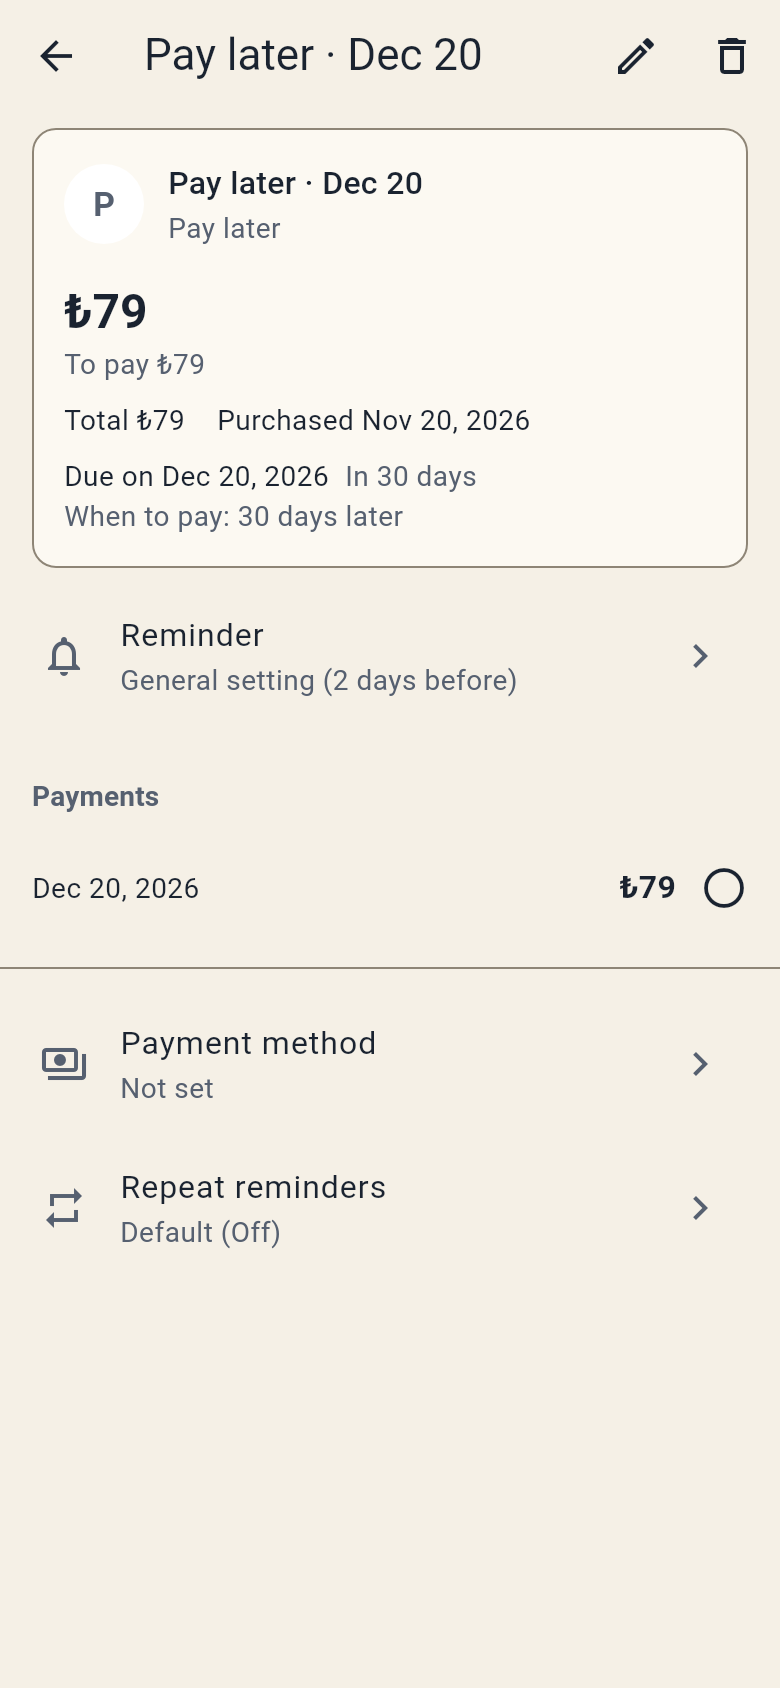 Pay later · Dec 20
P
Pay later · Dec 20
Pay later
₺79
To pay ₺79
Total ₺79 Purchased Nov 20, 2026
Due on Dec 20, 2026 In 30 days
When to pay: 30 days later
Reminder
General setting (2 days before)
Payments
Dec 20, 2026 ₺79
Payment method
Not set
Repeat reminders
Default (Off)